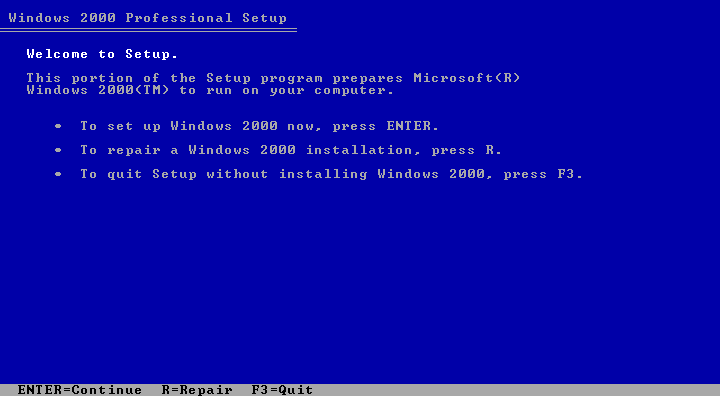 Windows 2000 Professional Setup
Welcome to Setup.
This portion of the Setup program prepares Microsoft(R)
Windows 2000(TM) to run on your computer.
• To set up Windows 2000 now, press ENTER.
• To repair a Windows 2000 installation, press R.
• To quit Setup without installing Windows 2000, press F3.
ENTER=Continue R=Repair F3=Quit